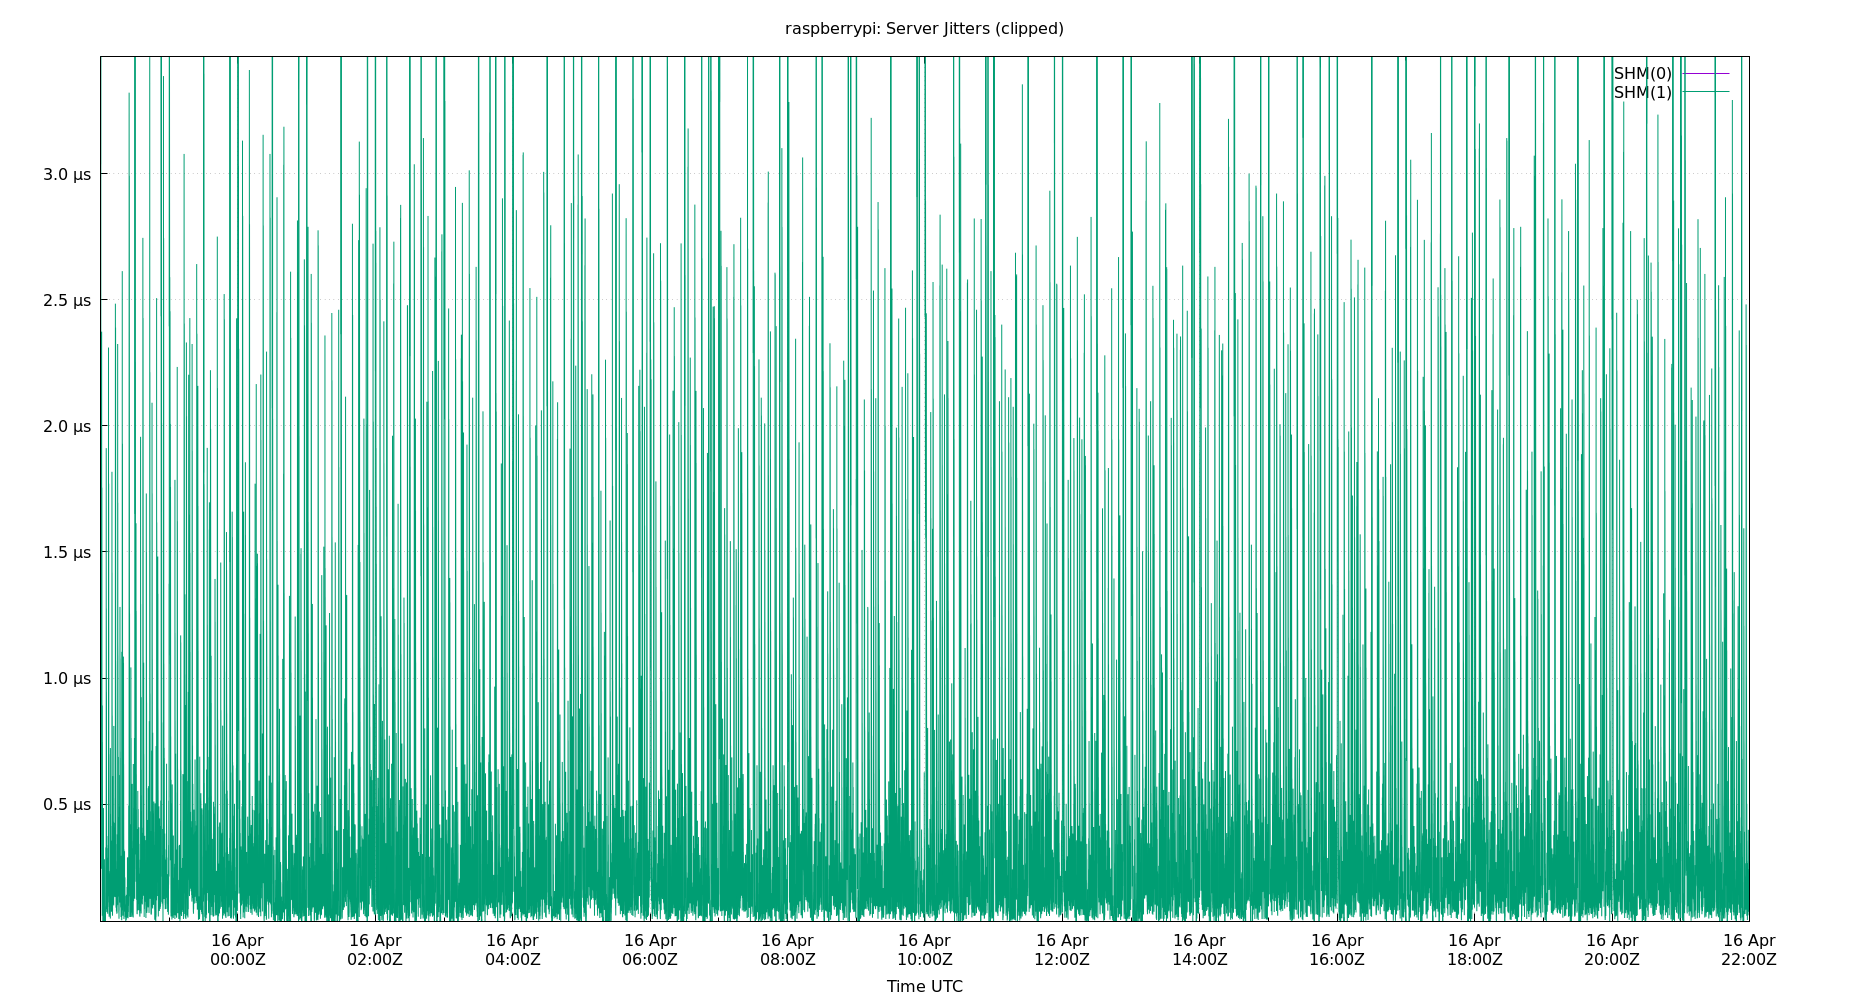 raspberrypi: Server Jitters (clipped)
SHM(0)
SHM(1)
3.0 μs
2.5 μs
2.0 μs
1.5 μs
1.0 μs
0.5 μs
16 Apr 16 Apr 16 Apr 16 Apr 16 Apr 16 Apr 16 Apr 16 Apr 16 Apr 16 Apr 16 Apr 16 Apr
00:00Z 02:00Z 04:00Z 06:00Z 08:00Z 10:00Z 12:00Z 14:00Z 16:00Z 18:00Z 20:00Z 22:00Z
Time UTC